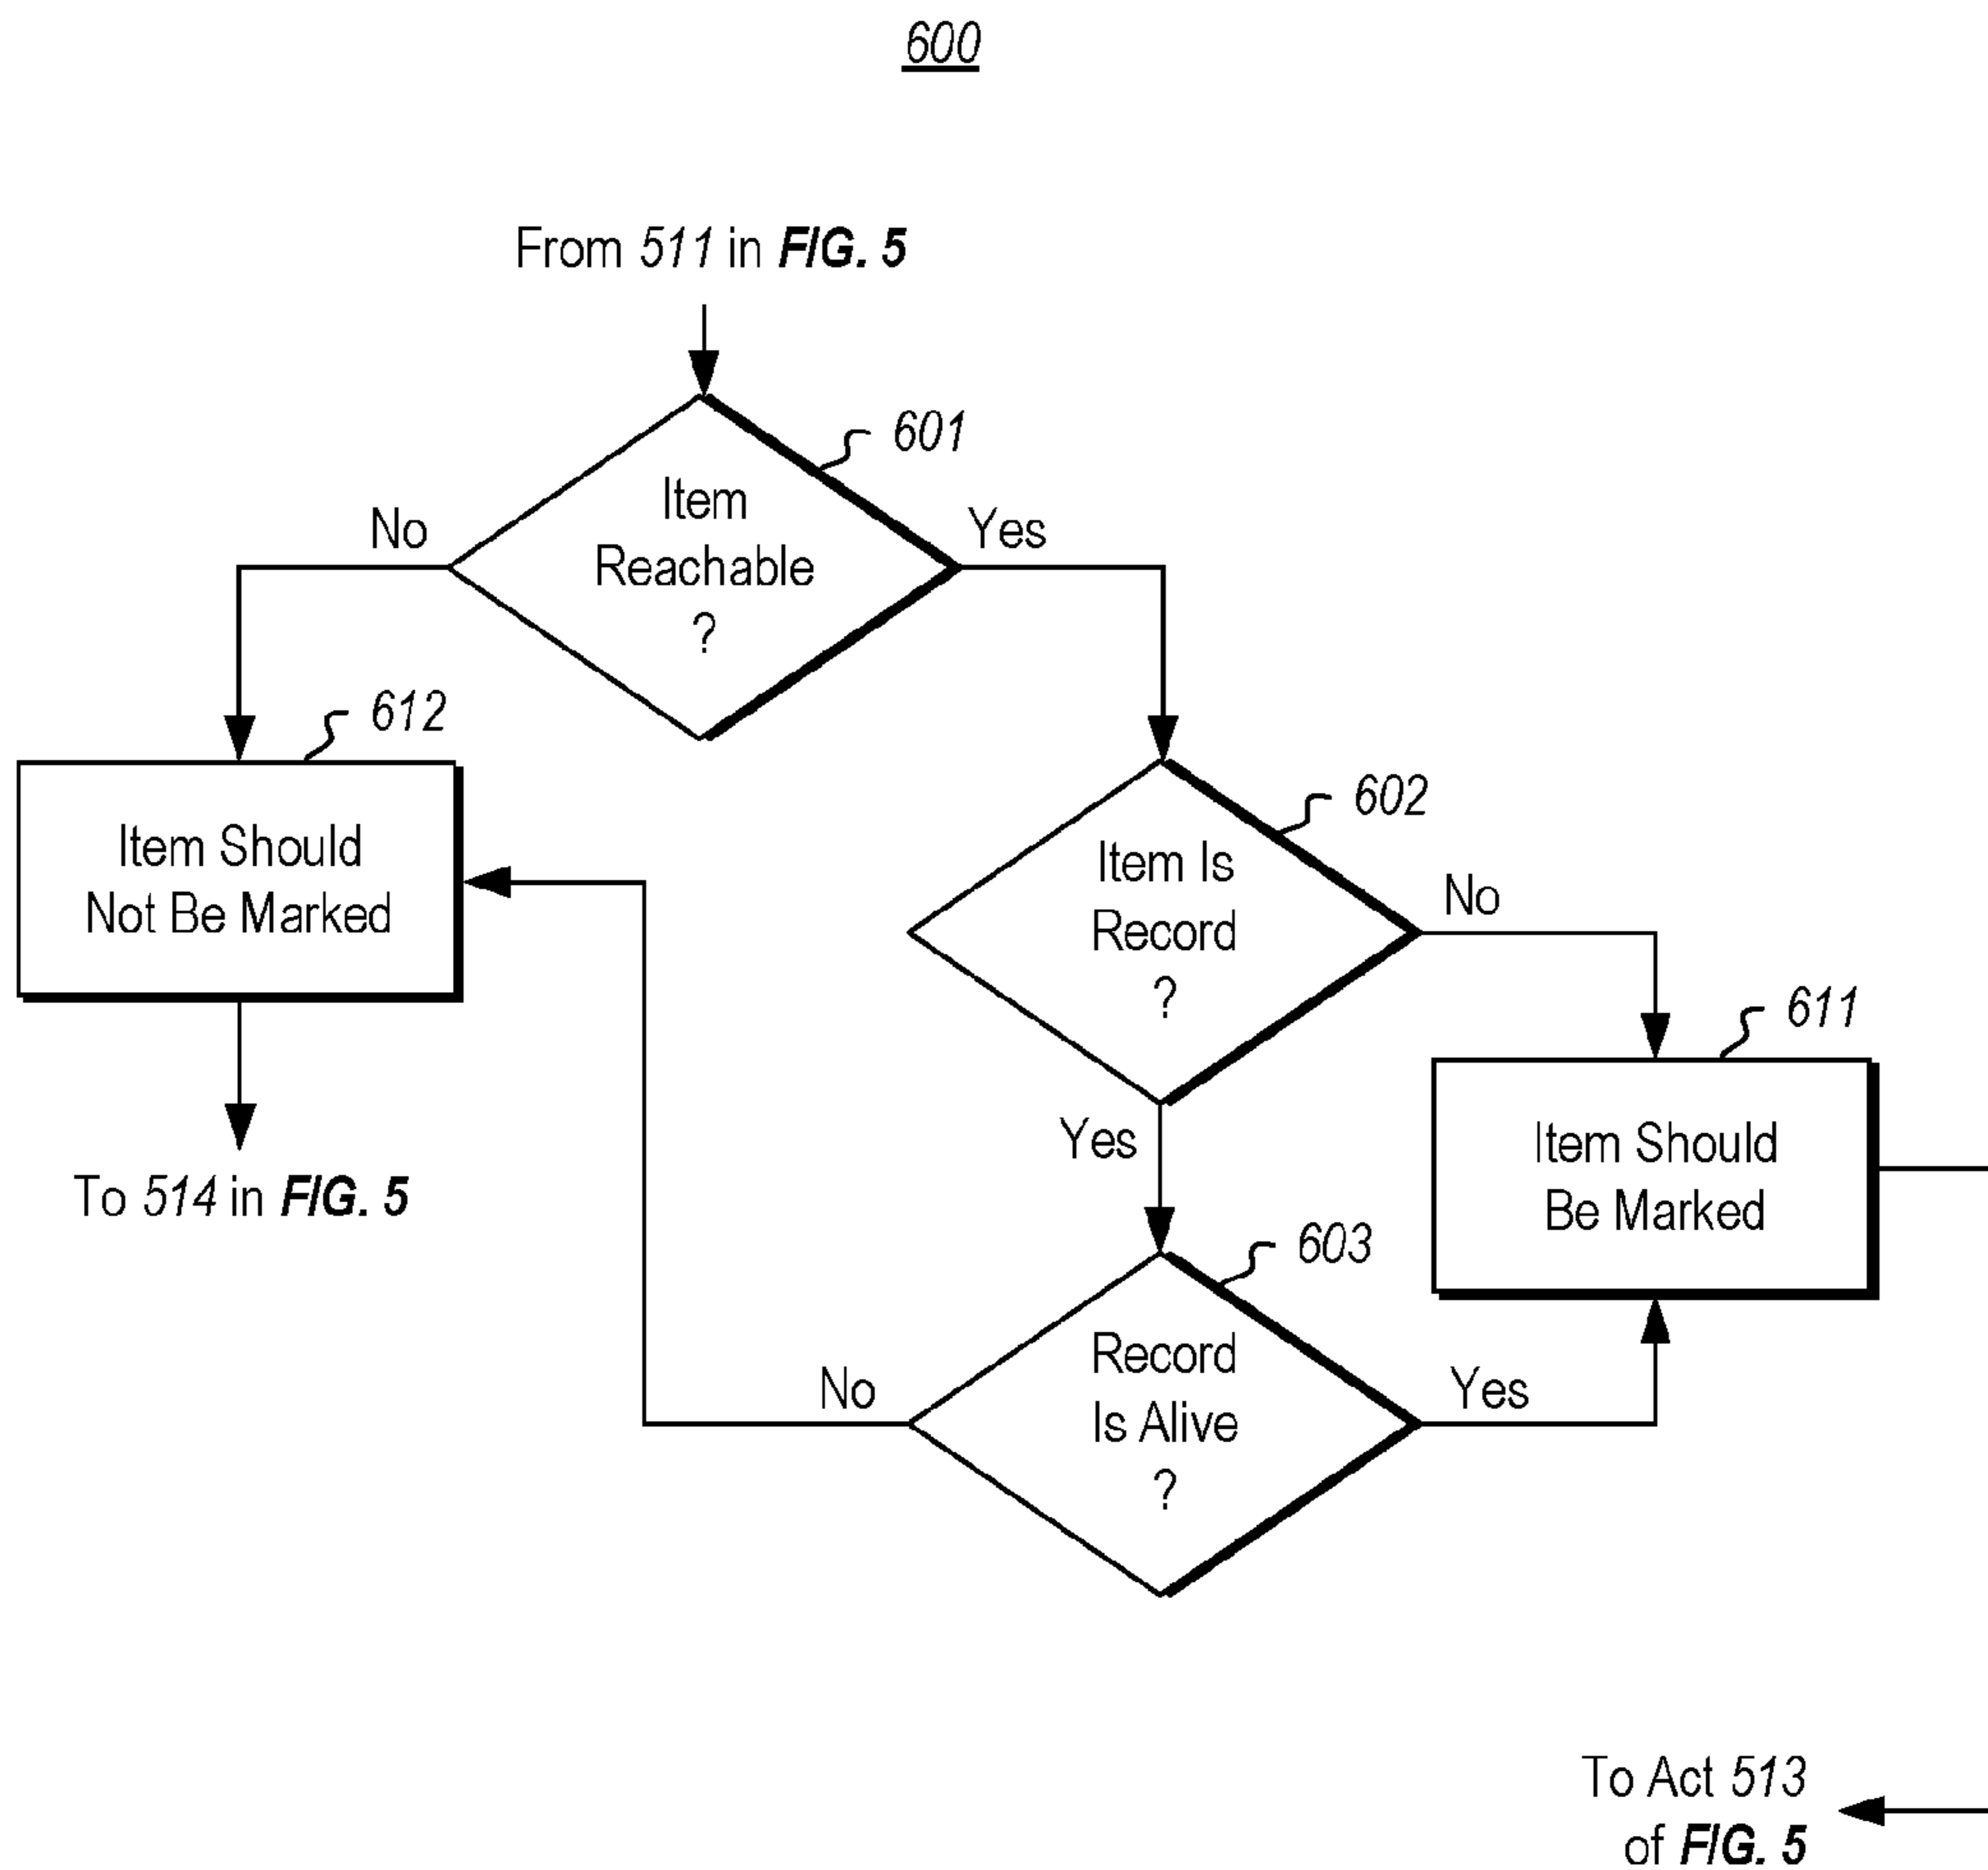 600
From 511 in FIG. 5
601
Item
Reachable
?
No
Yes
612
Item Should
Not Be Marked
To 514 in FIG. 5
602
Item Is
Record
?
No
Yes
611
Item Should
Be Marked
603
Record
Is Alive
?
No
Yes
To Act 513
of FIG. 5